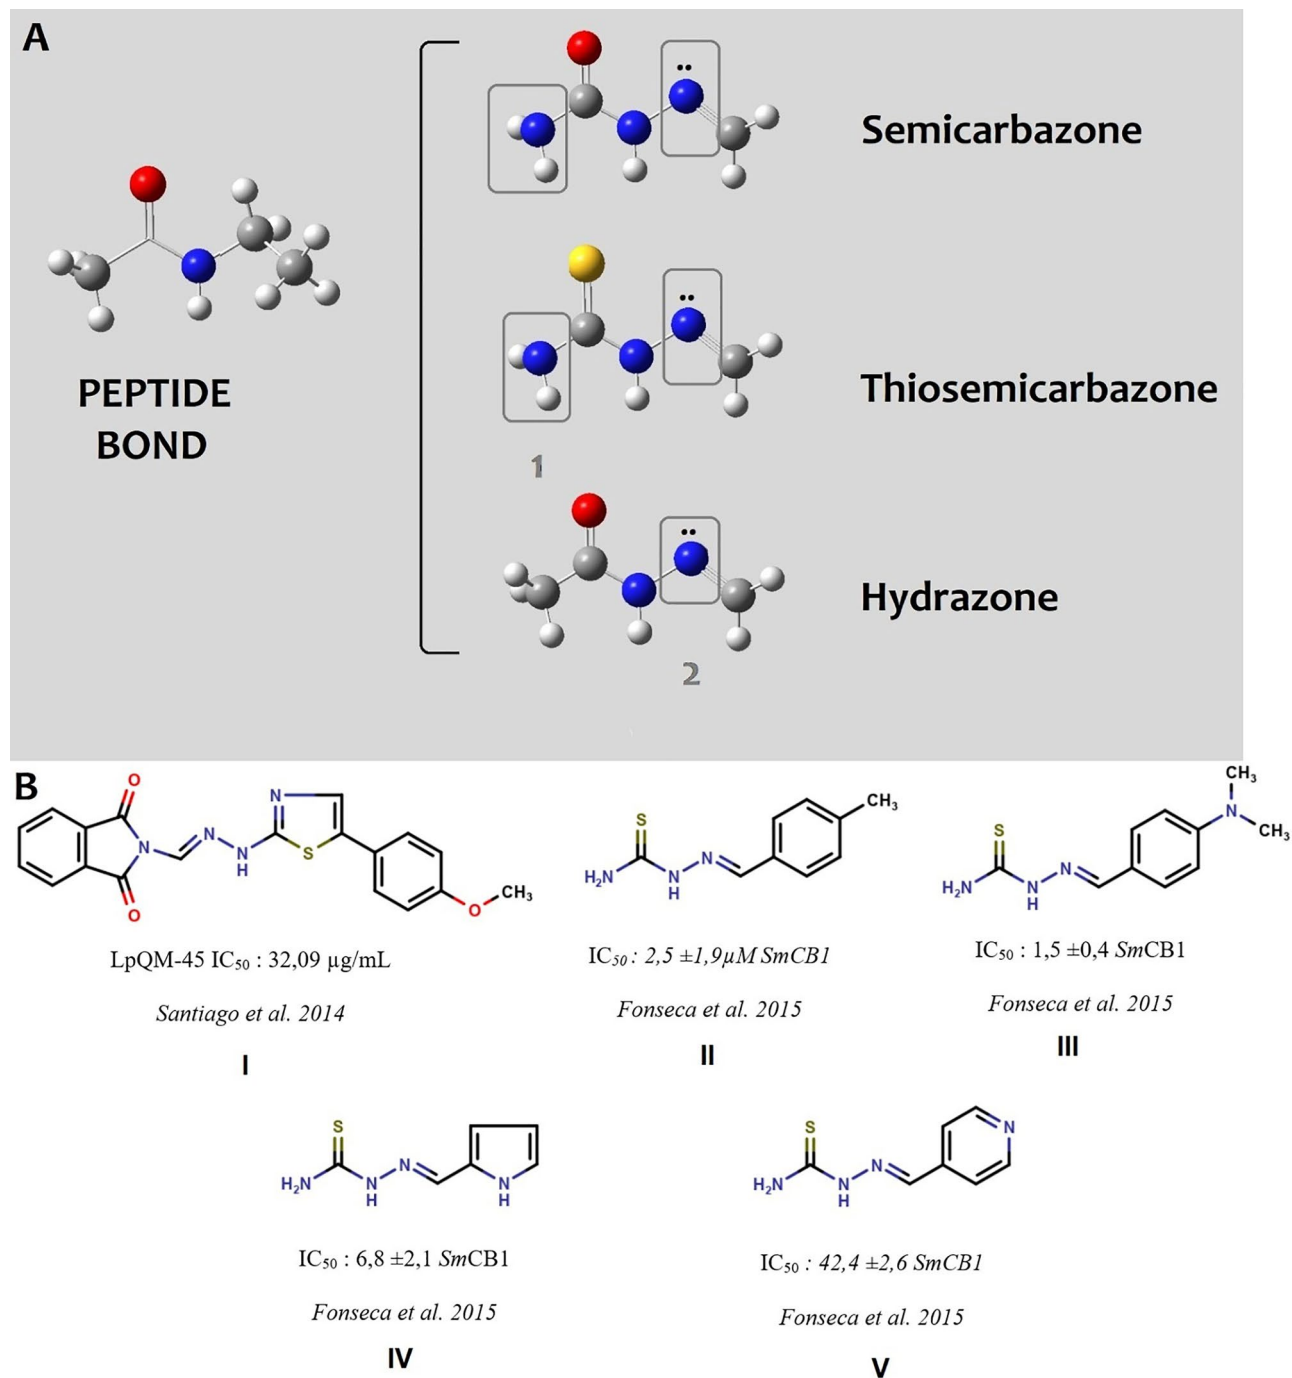 A
Semicarbazone
PEPTIDE
BOND
Thiosemicarbazone
1
Hydrazone
2
B
O
N
O
N
N
H
N
S
O
CH₃
LpQM-45 IC₅₀ : 32,09 µg/mL
Santiago et al. 2014
I
S
H₂N
N
H
N
CH₃
IC₅₀ : 2,5 ±1,9µM SmCB1
Fonseca et al. 2015
II
S
H₂N
N
H
N
N
CH₃
CH₃
IC₅₀ : 1,5 ±0,4 SmCB1
Fonseca et al. 2015
III
S
H₂N
N
H
N
N
H
IC₅₀ : 6,8 ±2,1 SmCB1
Fonseca et al. 2015
IV
S
H₂N
N
H
N
N
IC₅₀ : 42,4 ±2,6 SmCB1
Fonseca et al. 2015
V